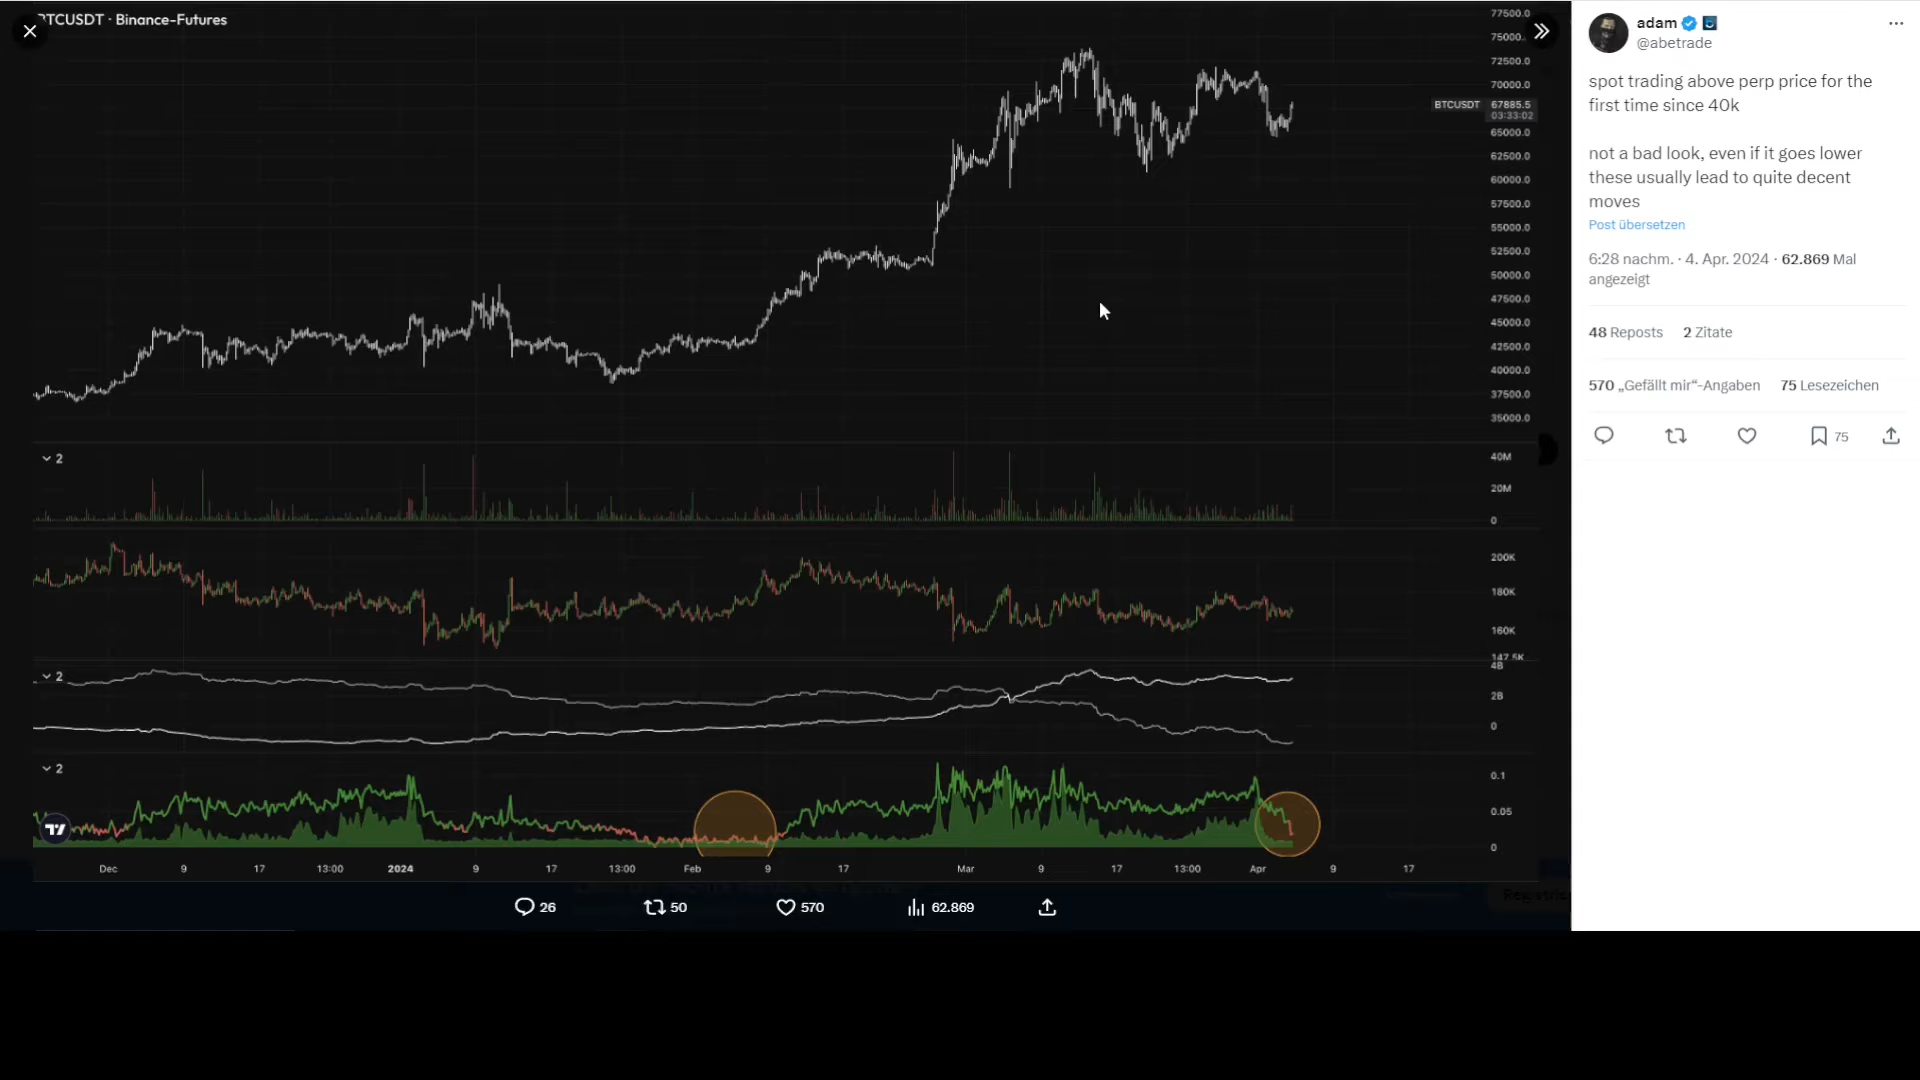 BTCUSDT · Binance-Futures
77500.0
75000.
72500.0
70000.0
BTCUSDT 67885.5
03:33:02
65000.0
62500.0
60000.0
57500.0
55000.0
52500.0
50000.0
47500.0
45000.0
42500.0
40000.0
37500.0
35000.0
2
40M
20M
0
200K
180K
160K
147.5K
2
4B
2B
0
2
0.1
0.05
0
Dec 9 17 13:00 2024 9 17 13:00 Feb 9 17 Mar 9 17 13:00 Apr 9 17
26 50 570 62.869
adam
@abetrade
spot trading above perp price for the
first time since 40k
not a bad look, even if it goes lower
these usually lead to quite decent
moves
Post übersetzen
6:28 nachm. · 4. Apr. 2024 · 62.869 Mal
angezeigt
48 Reposts 2 Zitate
570 „Gefällt mir“-Angaben 75 Lesezeichen
75